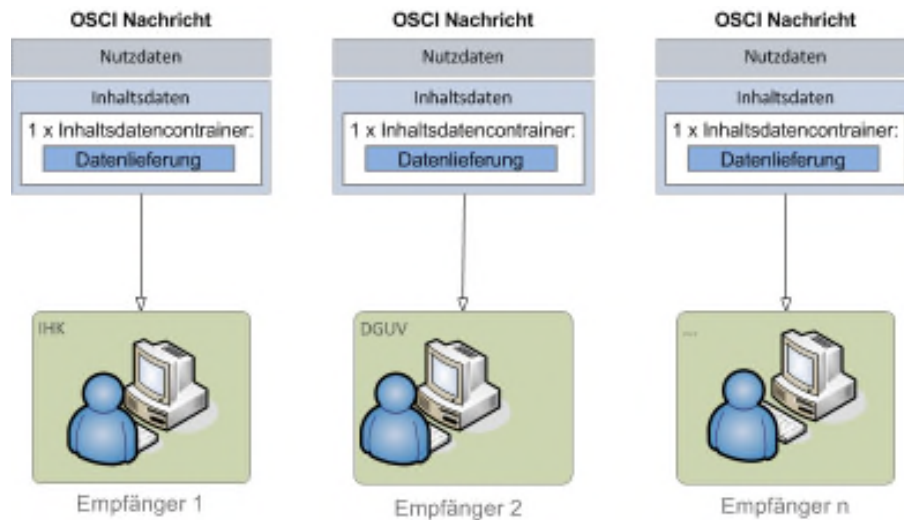 OSCI Nachricht
Nutzdaten
Inhaltsdaten
1 x Inhaltsdatencontrainer:
Datenlieferung
IHK
Empfänger 1
OSCI Nachricht
Nutzdaten
Inhaltsdaten
1 x Inhaltsdatencontrainer:
Datenlieferung
DGUV
Empfänger 2
OSCI Nachricht
Nutzdaten
Inhaltsdaten
1 x Inhaltsdatencontrainer:
Datenlieferung
...
Empfänger n